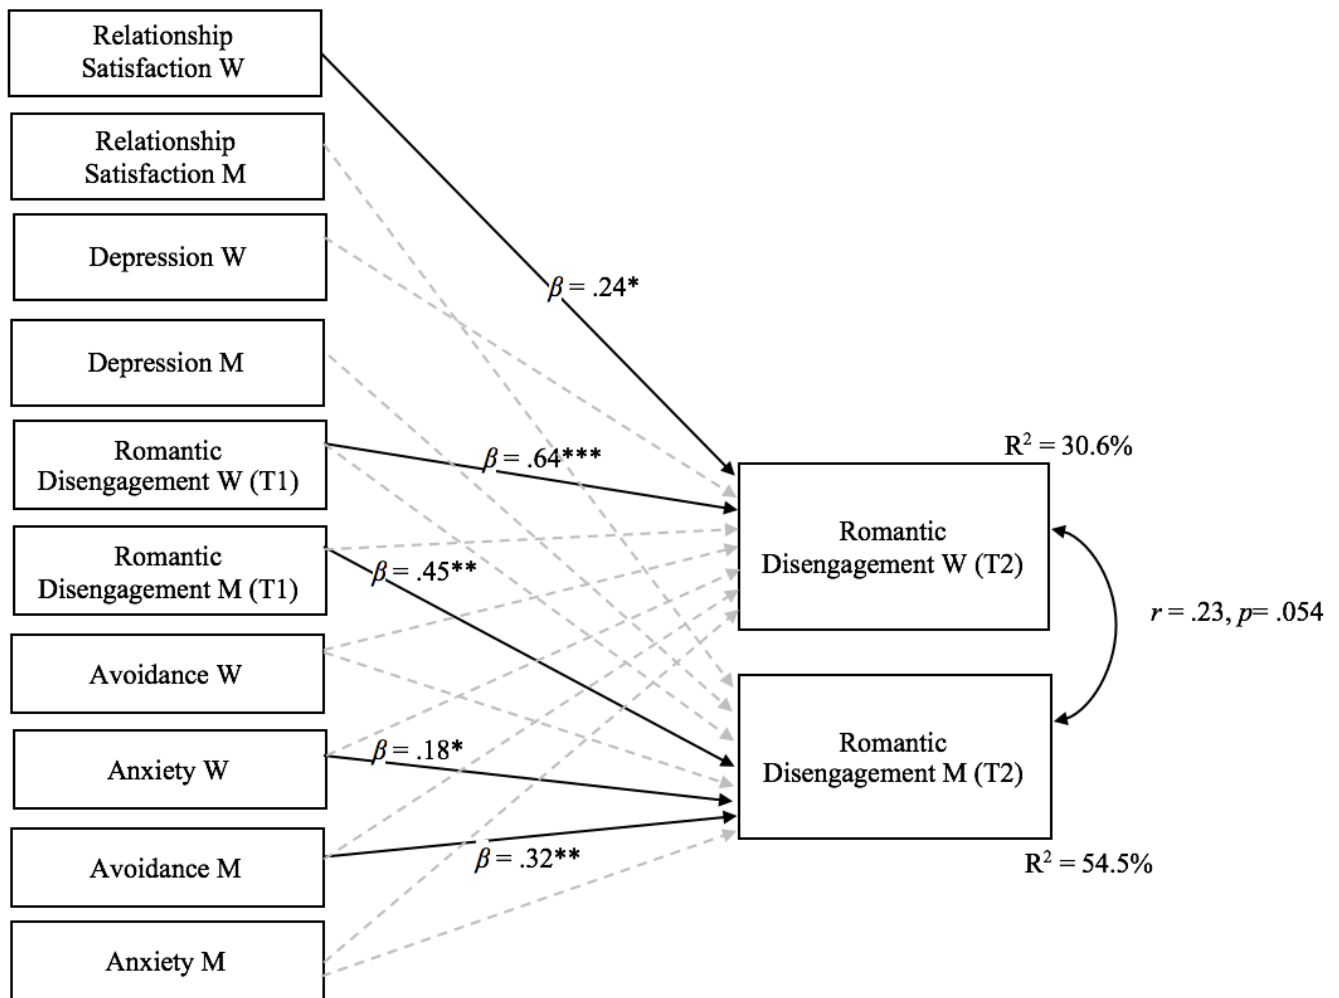 Relationship
Satisfaction W
Relationship
Satisfaction M
Depression W
β = .24*
Depression M
Romantic
Disengagement W (T1)
β = .64***
R² = 30.6%
Romantic
Disengagement M (T1)
β = .45**
Romantic
Disengagement W (T2)
r = .23, p= .054
Avoidance W
Anxiety W
β = .18*
Romantic
Disengagement M (T2)
Avoidance M
β = .32**
R² = 54.5%
Anxiety M